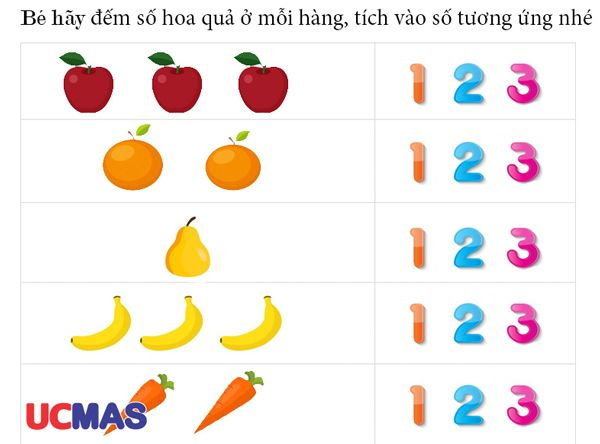 Bé hãy đếm số hoa quả ở mỗi hàng, tích vào số tương ứng nhé
1 2 3
1 2 3
1 2 3
1 2 3
UCMAS 1 2 3